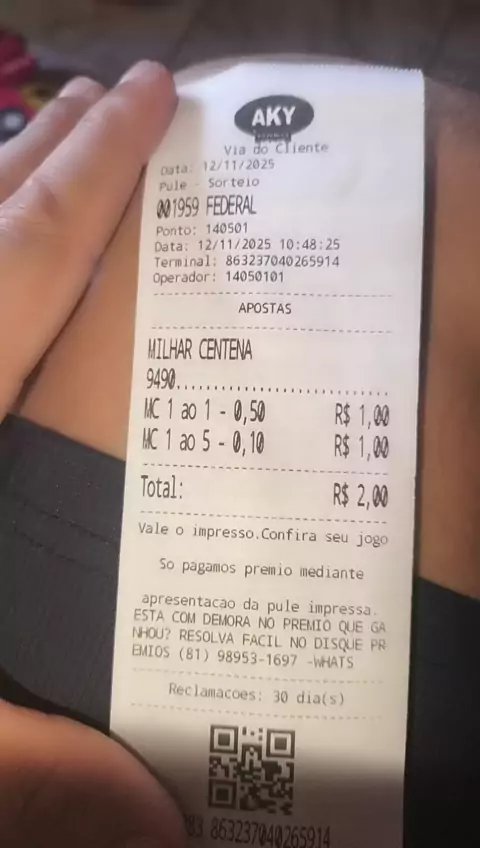 AKY
Via do Cliente
Data: 12/11/2025
Pule - Sorteio
001959 FEDERAL
Ponto: 140501
Data: 12/11/2025 10:48:25
Terminal: 863237040265914
Operador: 14050101
APOSTAS
MILHAR CENTENA
9490..............................
MC 1 ao 1 - 0,50 R$ 1,00
MC 1 ao 5 - 0,10 R$ 1,00
Total: R$ 2,00
Vale o impresso.Confira seu jogo
So pagamos premio mediante
apresentacao da pule impressa.
ESTA COM DEMORA NO PREMIO QUE GA
NHOU? RESOLVA FACIL NO DISQUE PR
EMIOS (81) 98953-1697 -WHATS
Reclamacoes: 30 dia(s)
863237040265914